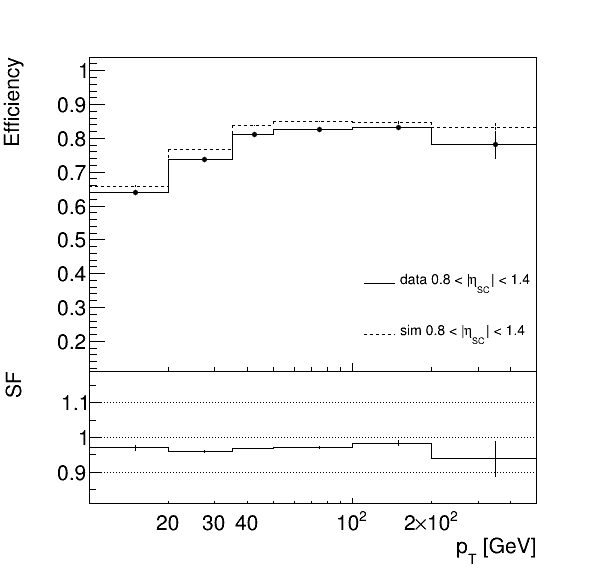 Efficiency
1
0.9
0.8
0.7
0.6
0.5
0.4
0.3
0.2
data 0.8 < |η_SC| < 1.4
sim 0.8 < |η_SC| < 1.4
SF
1.1
1
0.9
20 30 40 10² 2×10²
p_T [GeV]